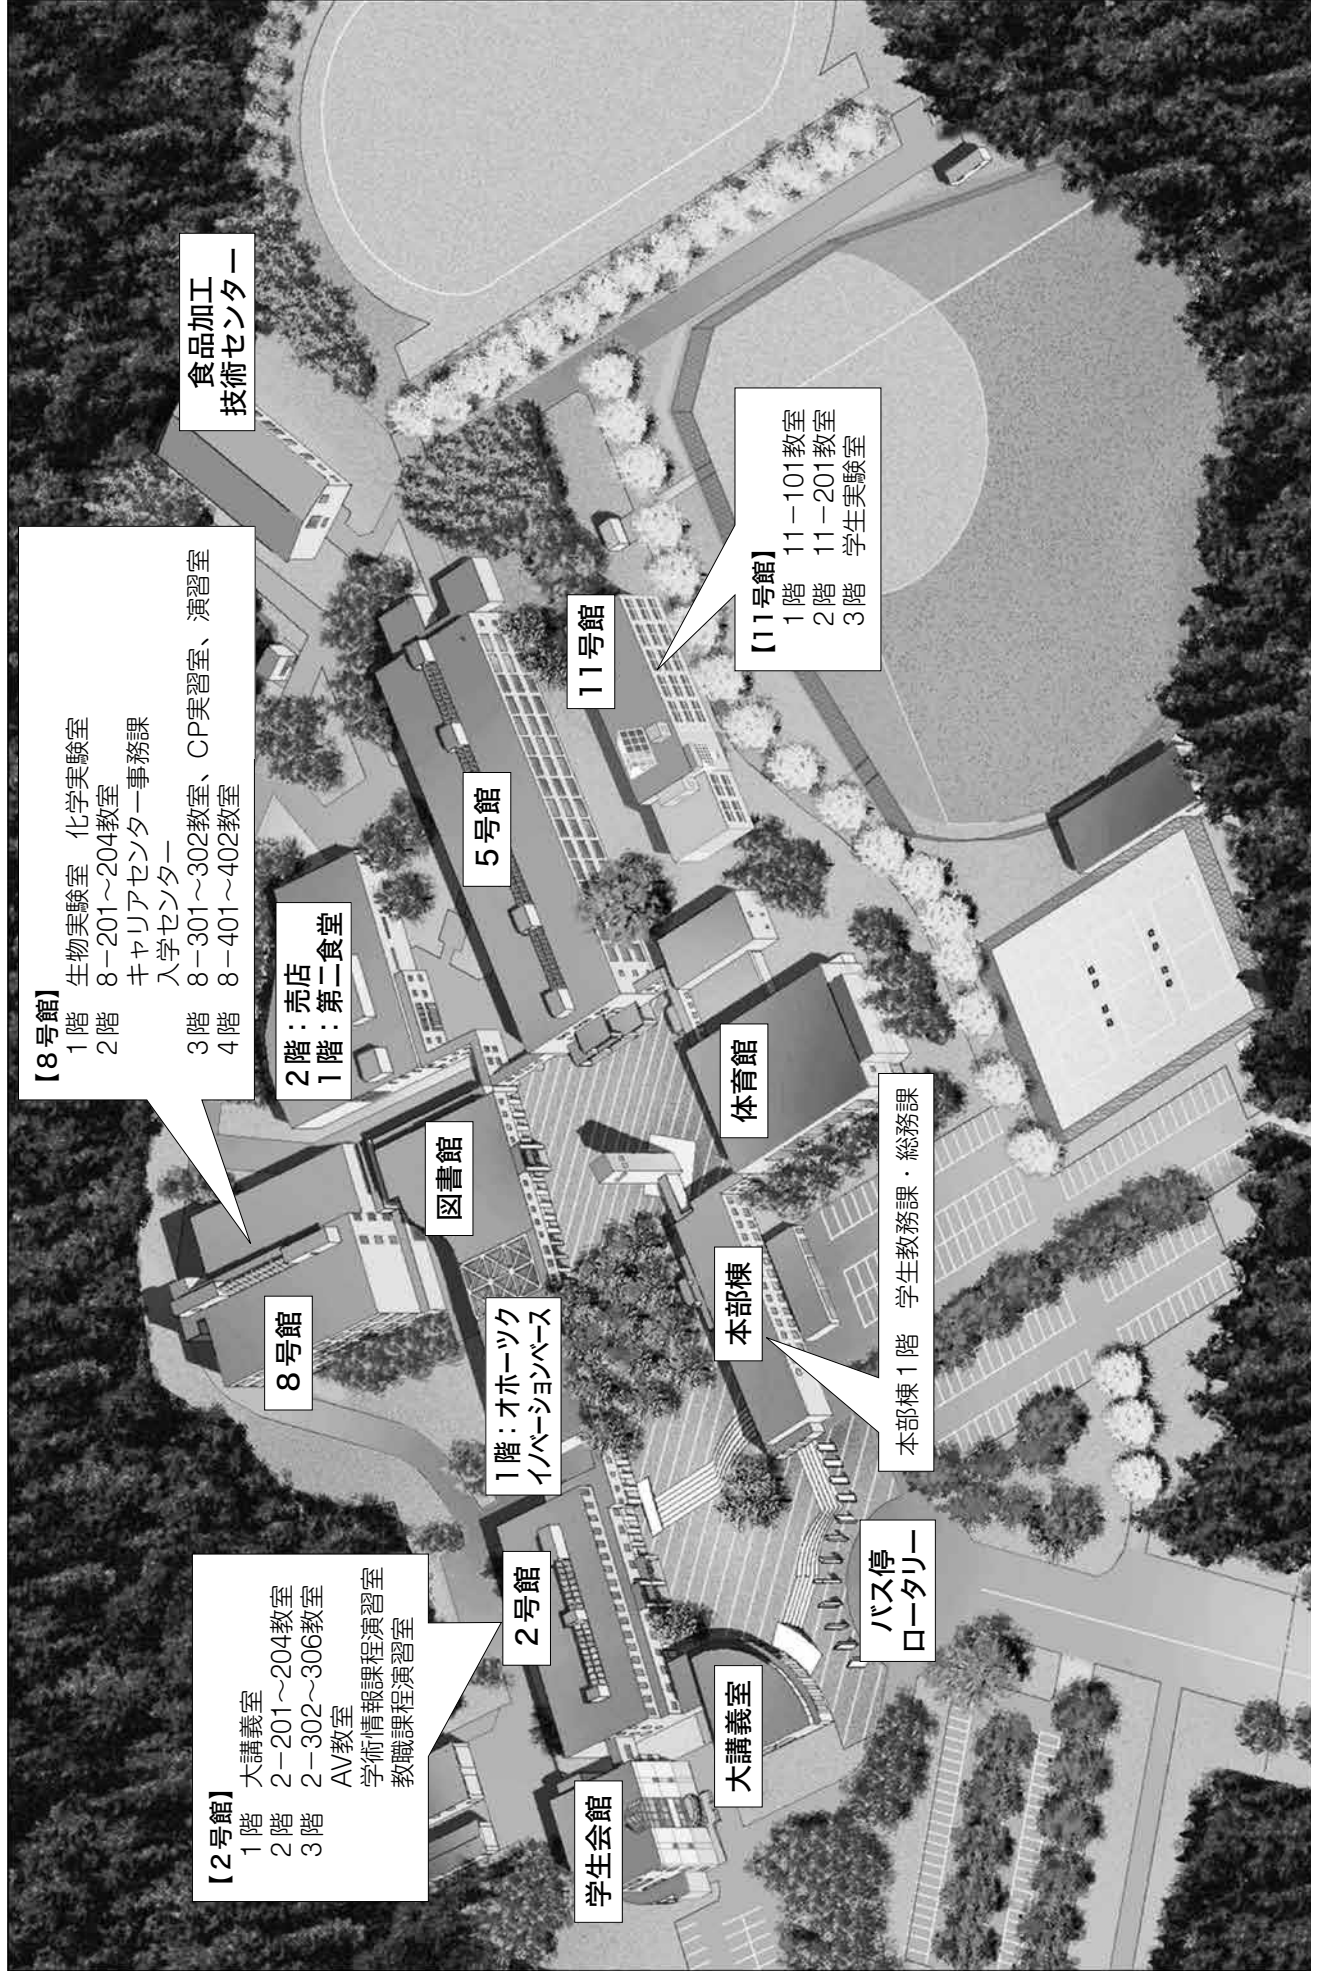 【8号館】
1階 生物実験室 化学実験室
2階 8−201〜204教室
キャリアセンター事務課
入学センター
3階 8−301〜302教室、CP実習室、演習室
4階 8−401〜402教室
食品加工
技術センター
【2号館】
1階 大講義室
2階 2−201〜204教室
3階 2−302〜306教室
AV教室
学術情報課程演習室
教職課程演習室
8号館
2階：売店
1階：第二食堂
図書館
5号館
1階：オホーツク
イノベーションベース
2号館
11号館
学生会館
大講義室
本部棟
体育館
【11号館】
1階 11−101教室
2階 11−201教室
3階 学生実験室
バス停
ロータリー
本部棟1階 学生教務課・総務課